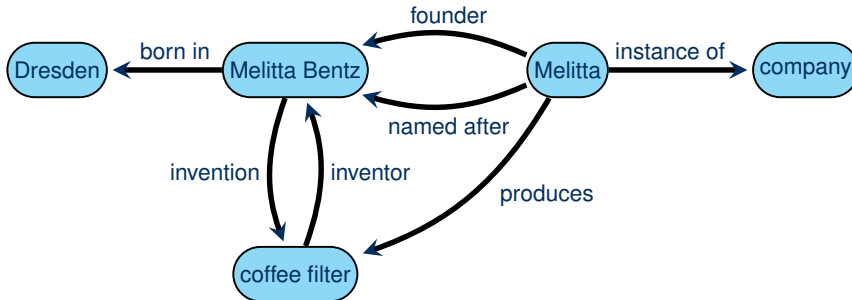 founder
born in
instance of
Dresden
Melitta Bentz
Melitta
company
named after
invention
inventor
produces
coffee filter